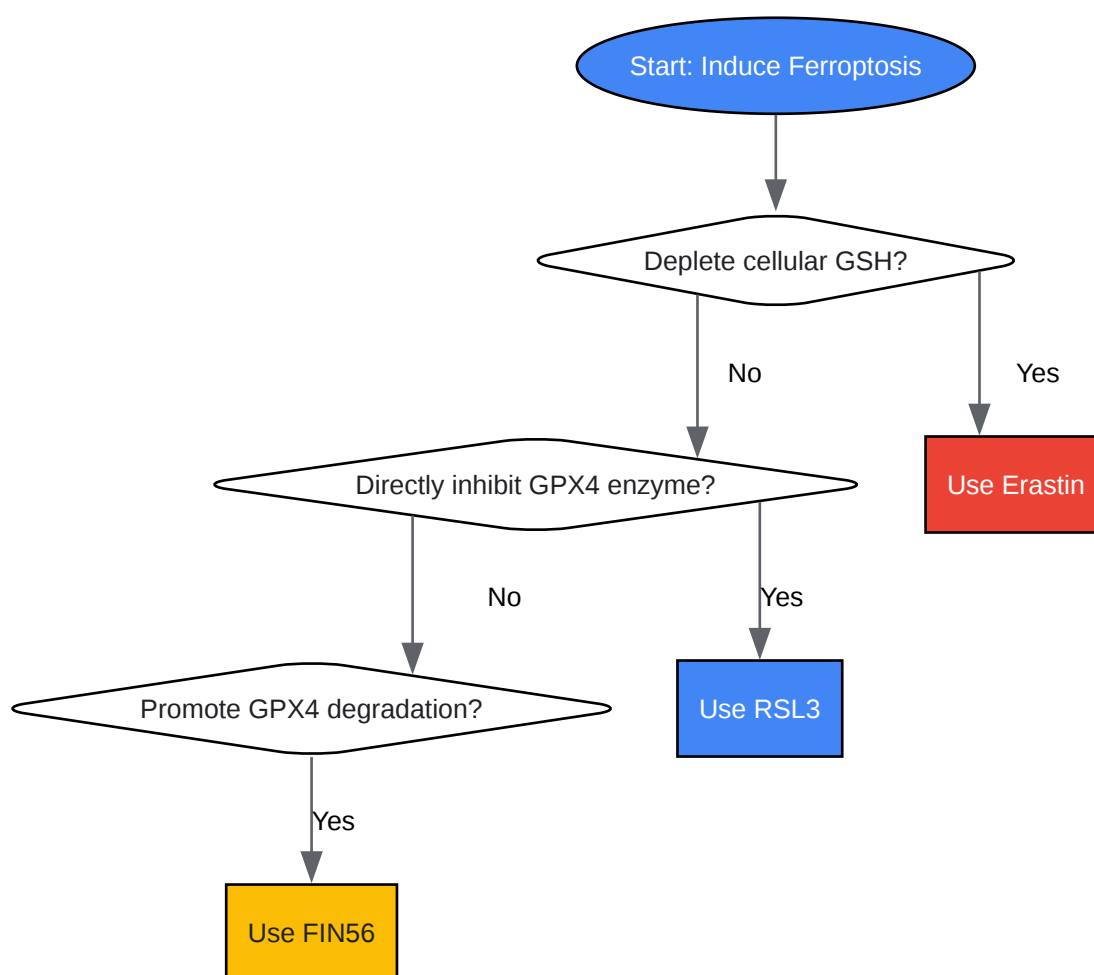 Start: Induce Ferroptosis
Deplete cellular GSH?
No
Yes
Directly inhibit GPX4 enzyme?
Use Erastin
No
Yes
Promote GPX4 degradation?
Use RSL3
Yes
Use FIN56